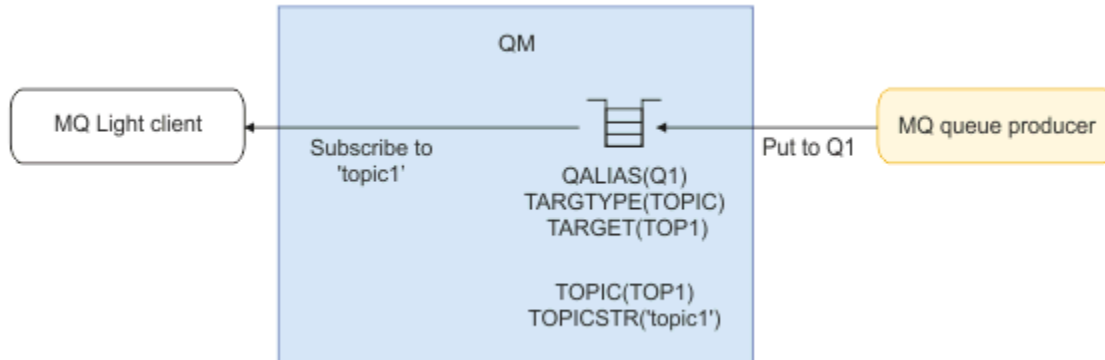 QM
MQ Light client
Subscribe to
'topic1'
Put to Q1
MQ queue producer
QALIAS(Q1)
TARGTYPE(TOPIC)
TARGET(TOP1)
TOPIC(TOP1)
TOPICSTR('topic1')